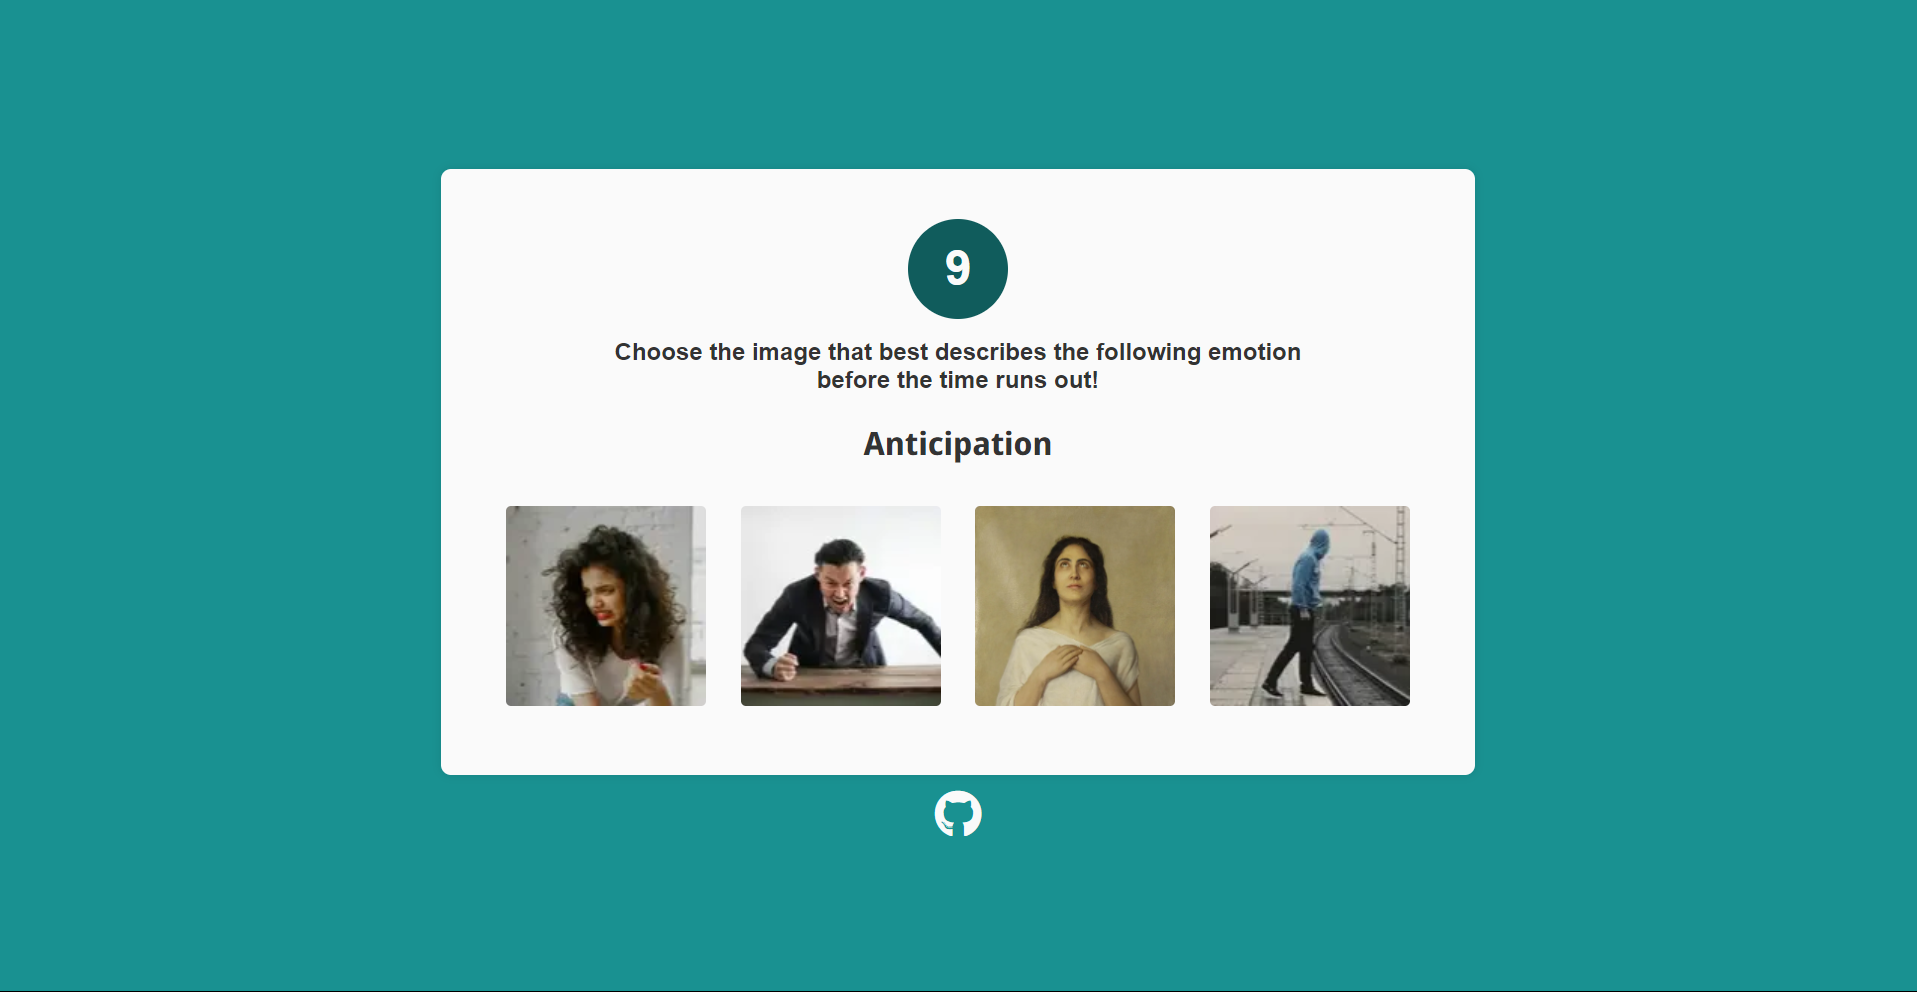 9
Choose the image that best describes the following emotion
before the time runs out!
Anticipation